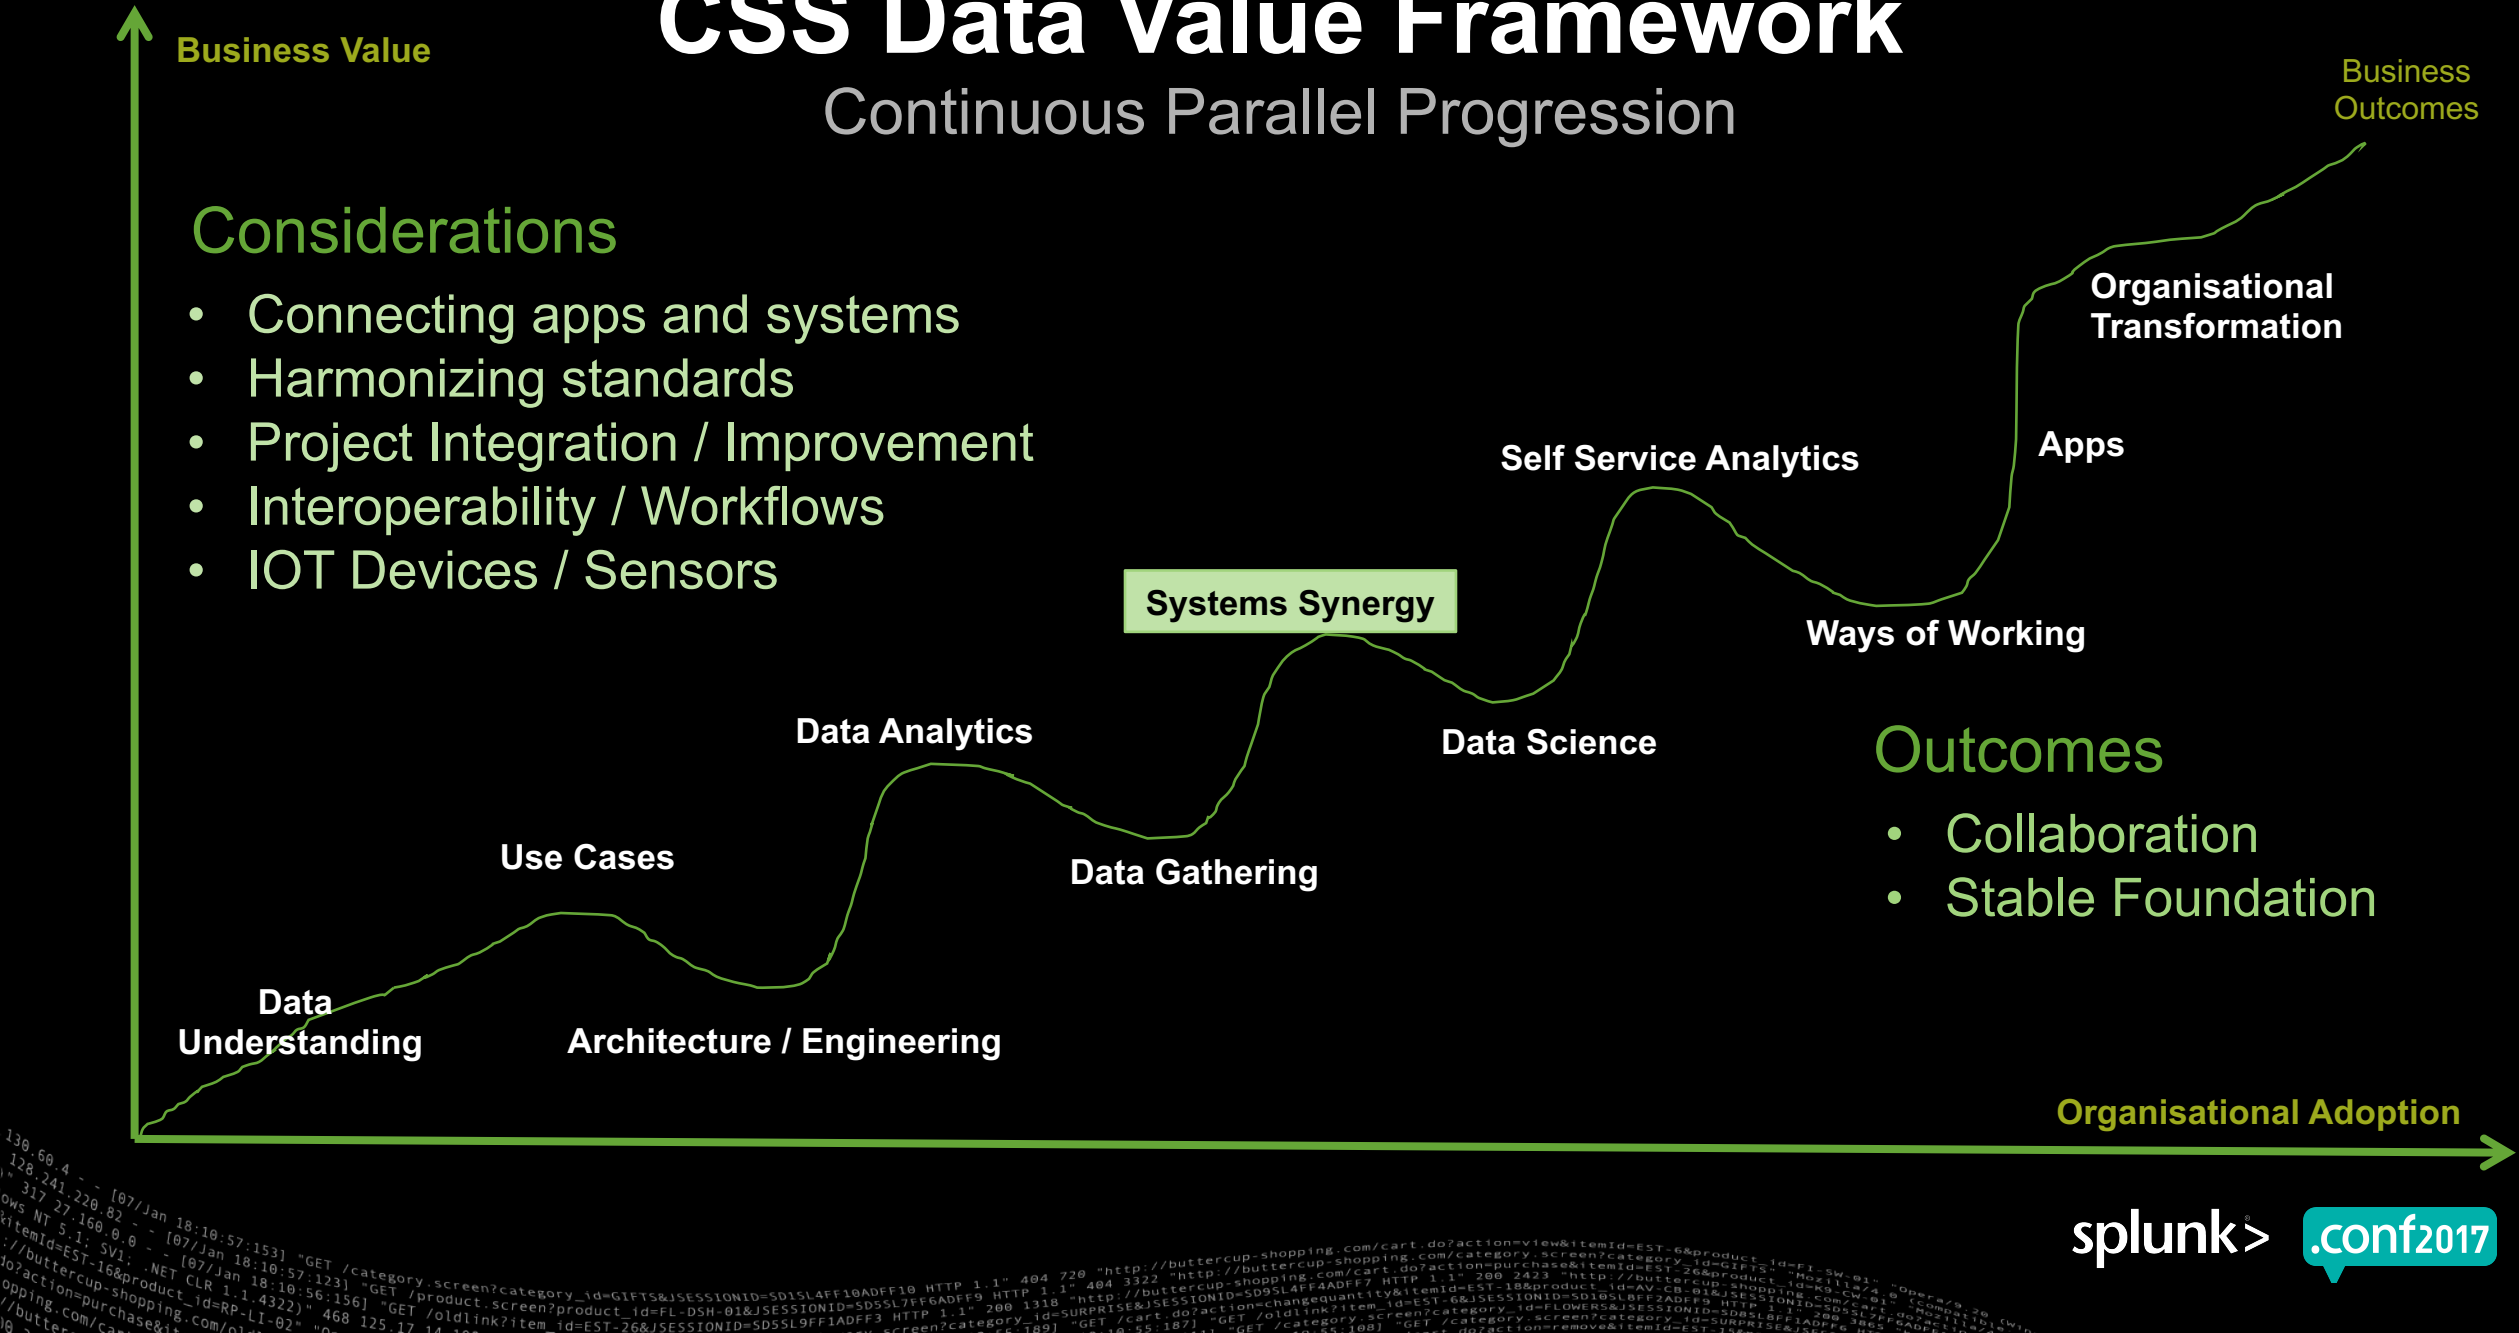 CSS Data Value Framework
Continuous Parallel Progression
Business Value
Business
Outcomes
Considerations
• Connecting apps and systems
• Harmonizing standards
• Project Integration / Improvement
• Interoperability / Workflows
• IOT Devices / Sensors
Organisational
Transformation
Apps
Self Service Analytics
Systems Synergy
Ways of Working
Data Analytics
Data Science
Use Cases
Data Gathering
Data
Understanding
Architecture / Engineering
Outcomes
• Collaboration
• Stable Foundation
Organisational Adoption
splunk>
.conf2017